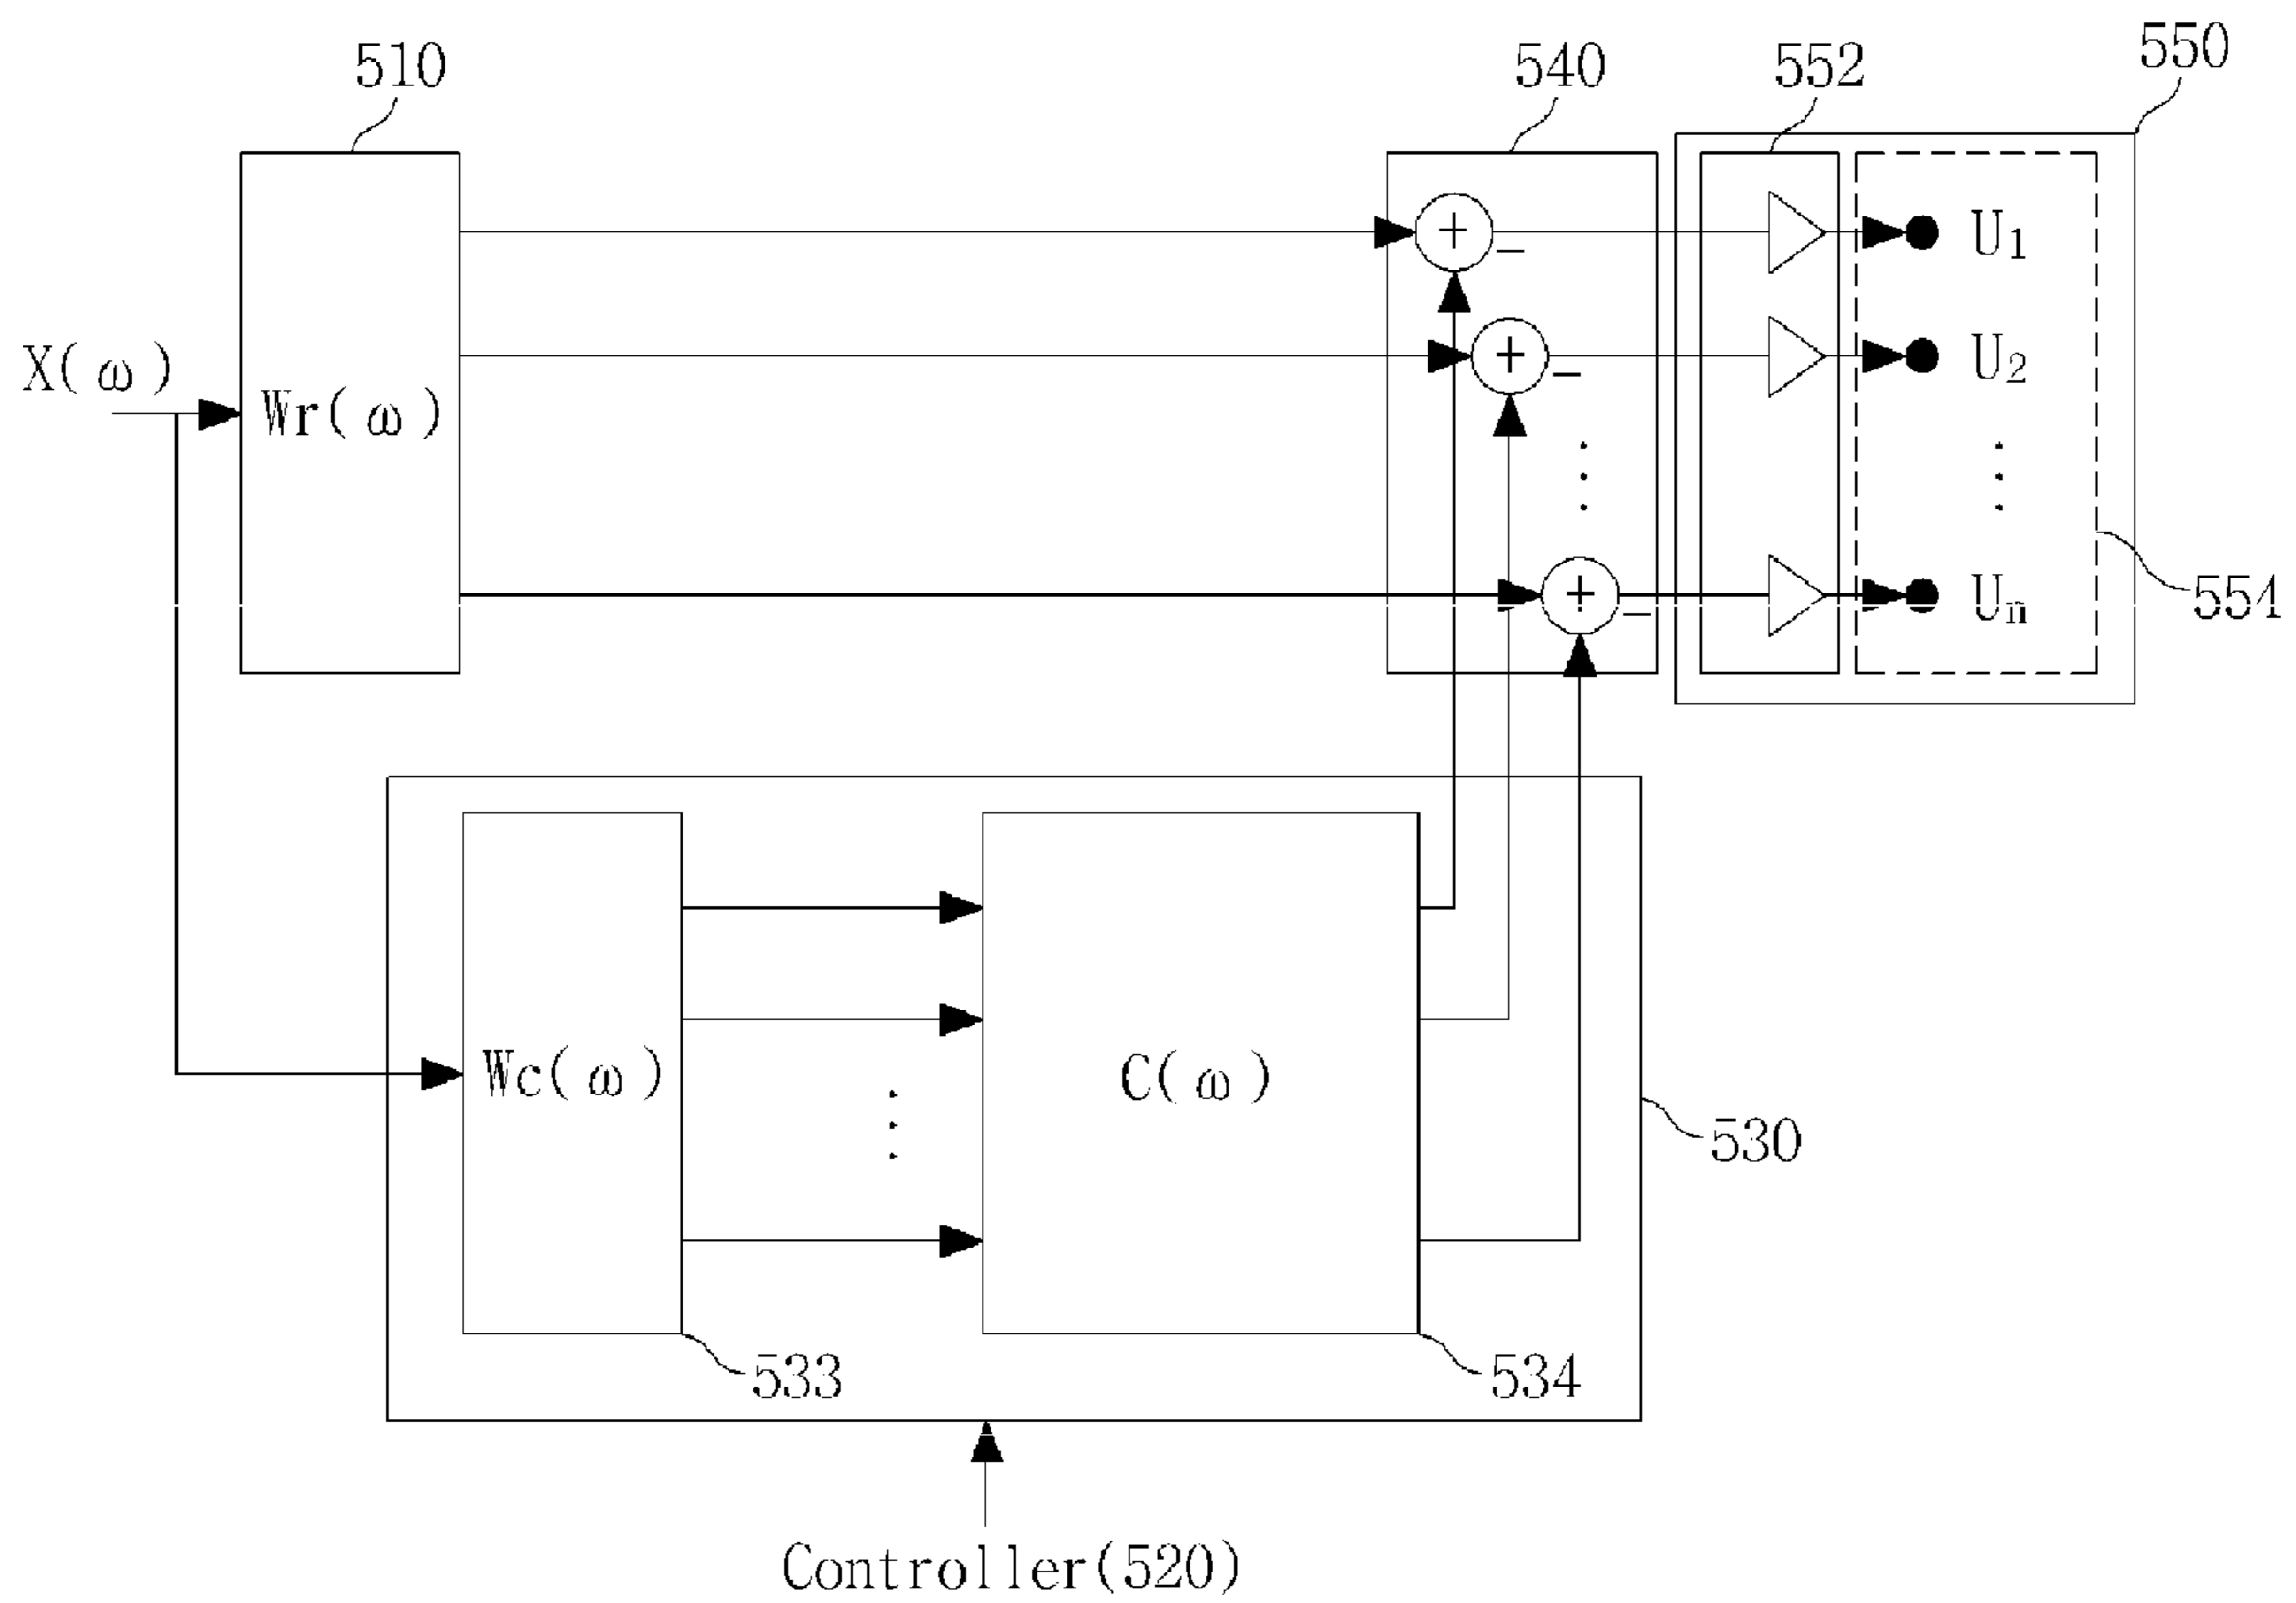 510
540
552
550
+
−
U1
+
−
U2
X(ω)
Wr(ω)
+
−
Un
554
Wc(ω)
C(ω)
530
533
534
Controller(520)